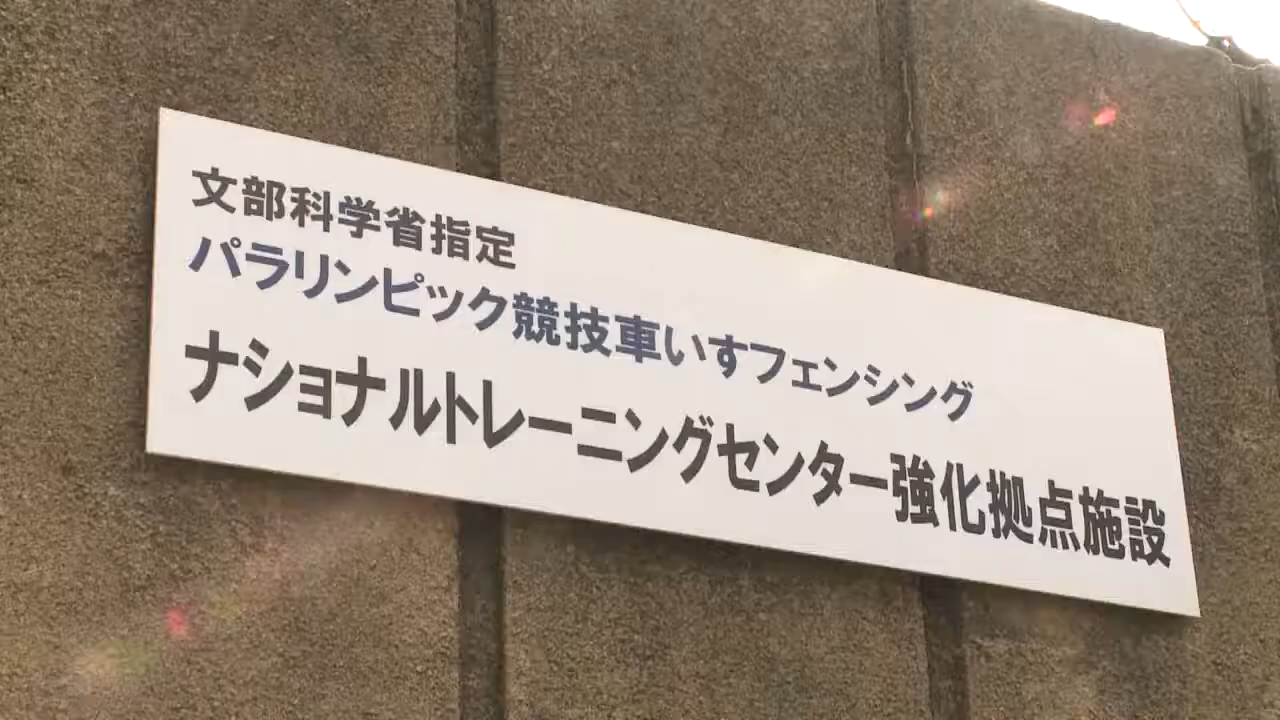 文部科学省指定
パラリンピック競技車いすフェンシング
ナショナルトレーニングセンター強化拠点施設